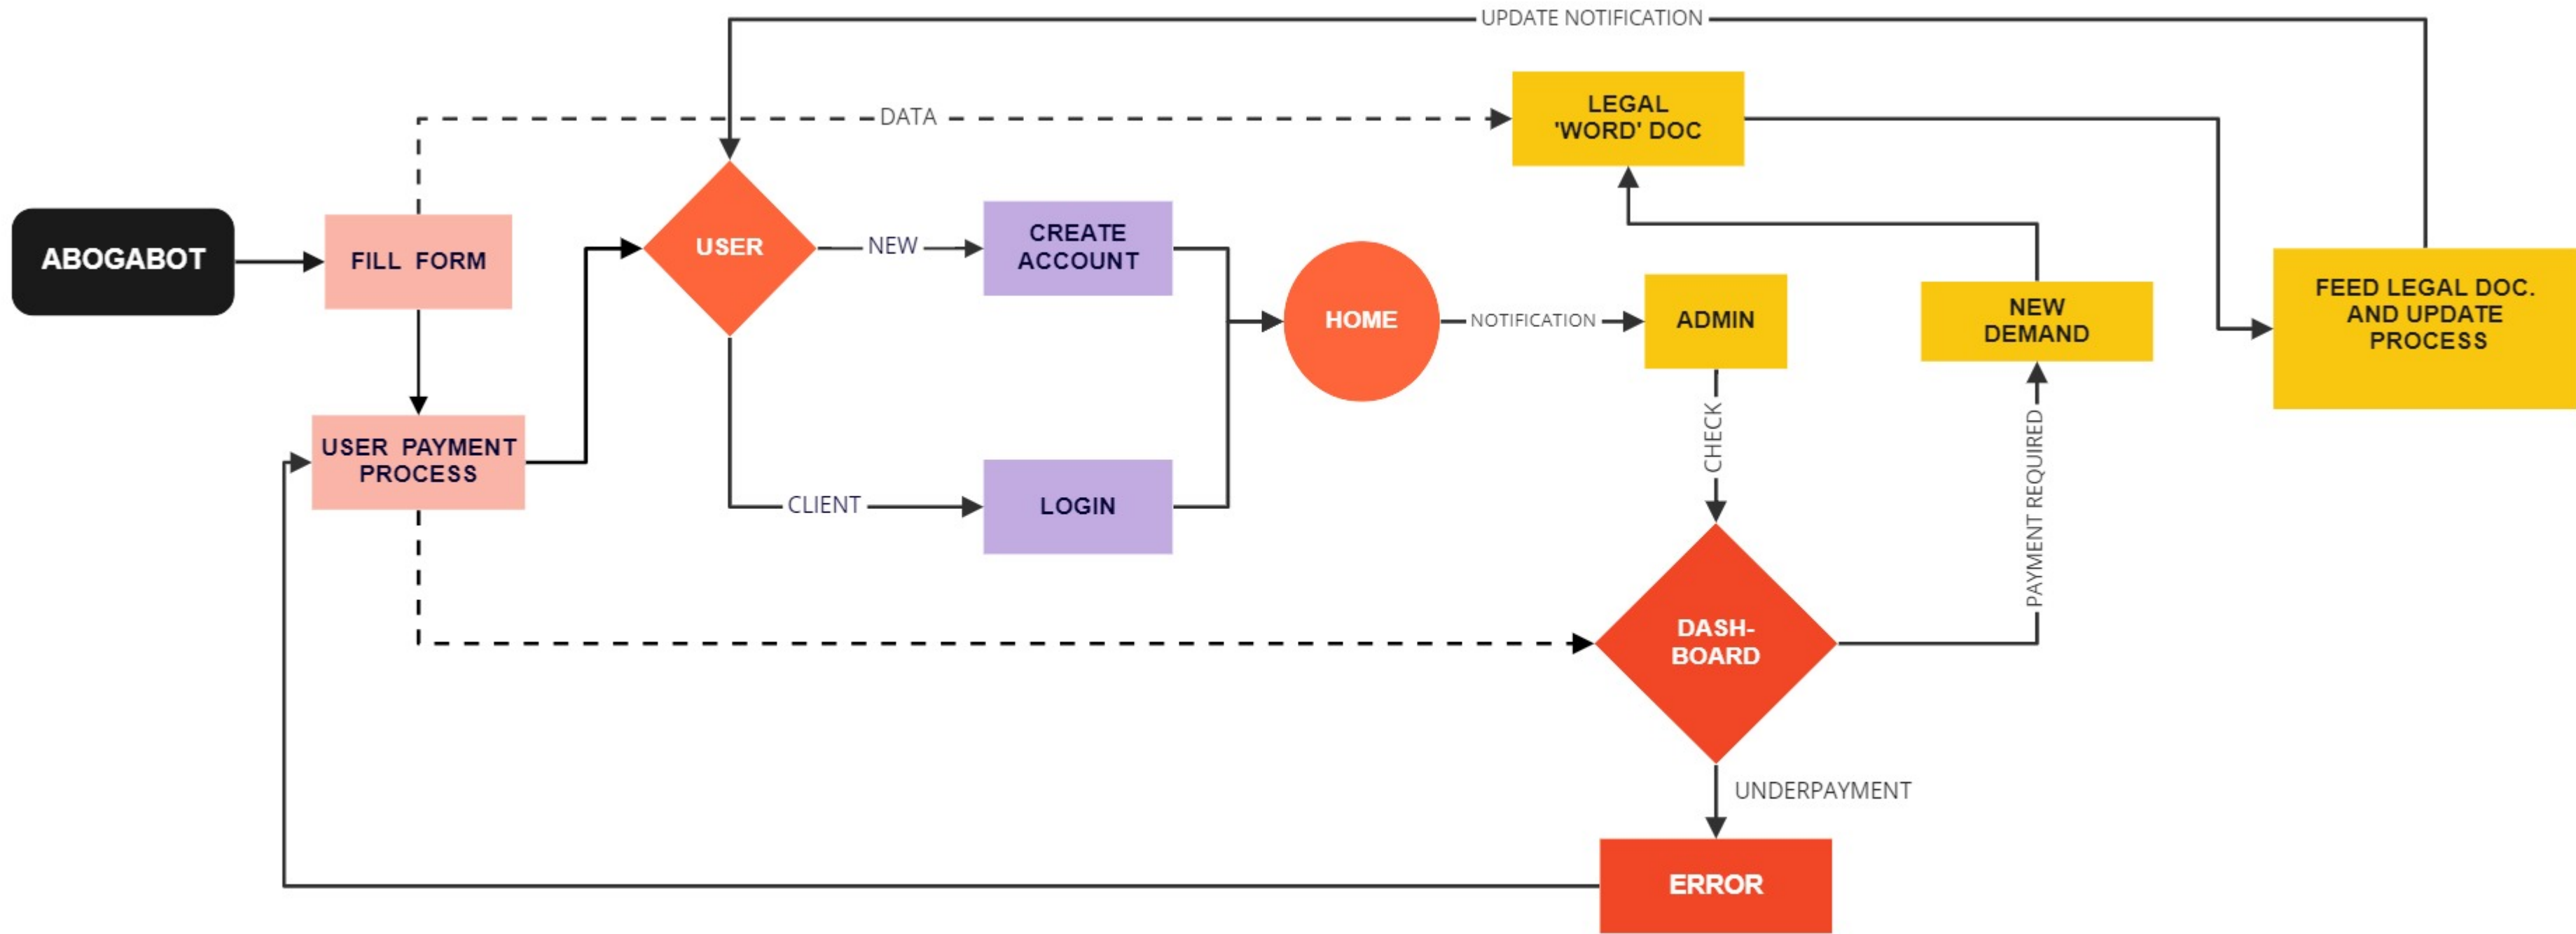 UPDATE NOTIFICATION
DATA
LEGAL
'WORD' DOC
ABOGABOT
FILL FORM
USER
NEW
CREATE
ACCOUNT
HOME
NOTIFICATION
ADMIN
NEW
DEMAND
FEED LEGAL DOC.
AND UPDATE
PROCESS
USER PAYMENT
PROCESS
CLIENT
LOGIN
CHECK
PAYMENT REQUIRED
DASH-
BOARD
UNDERPAYMENT
ERROR